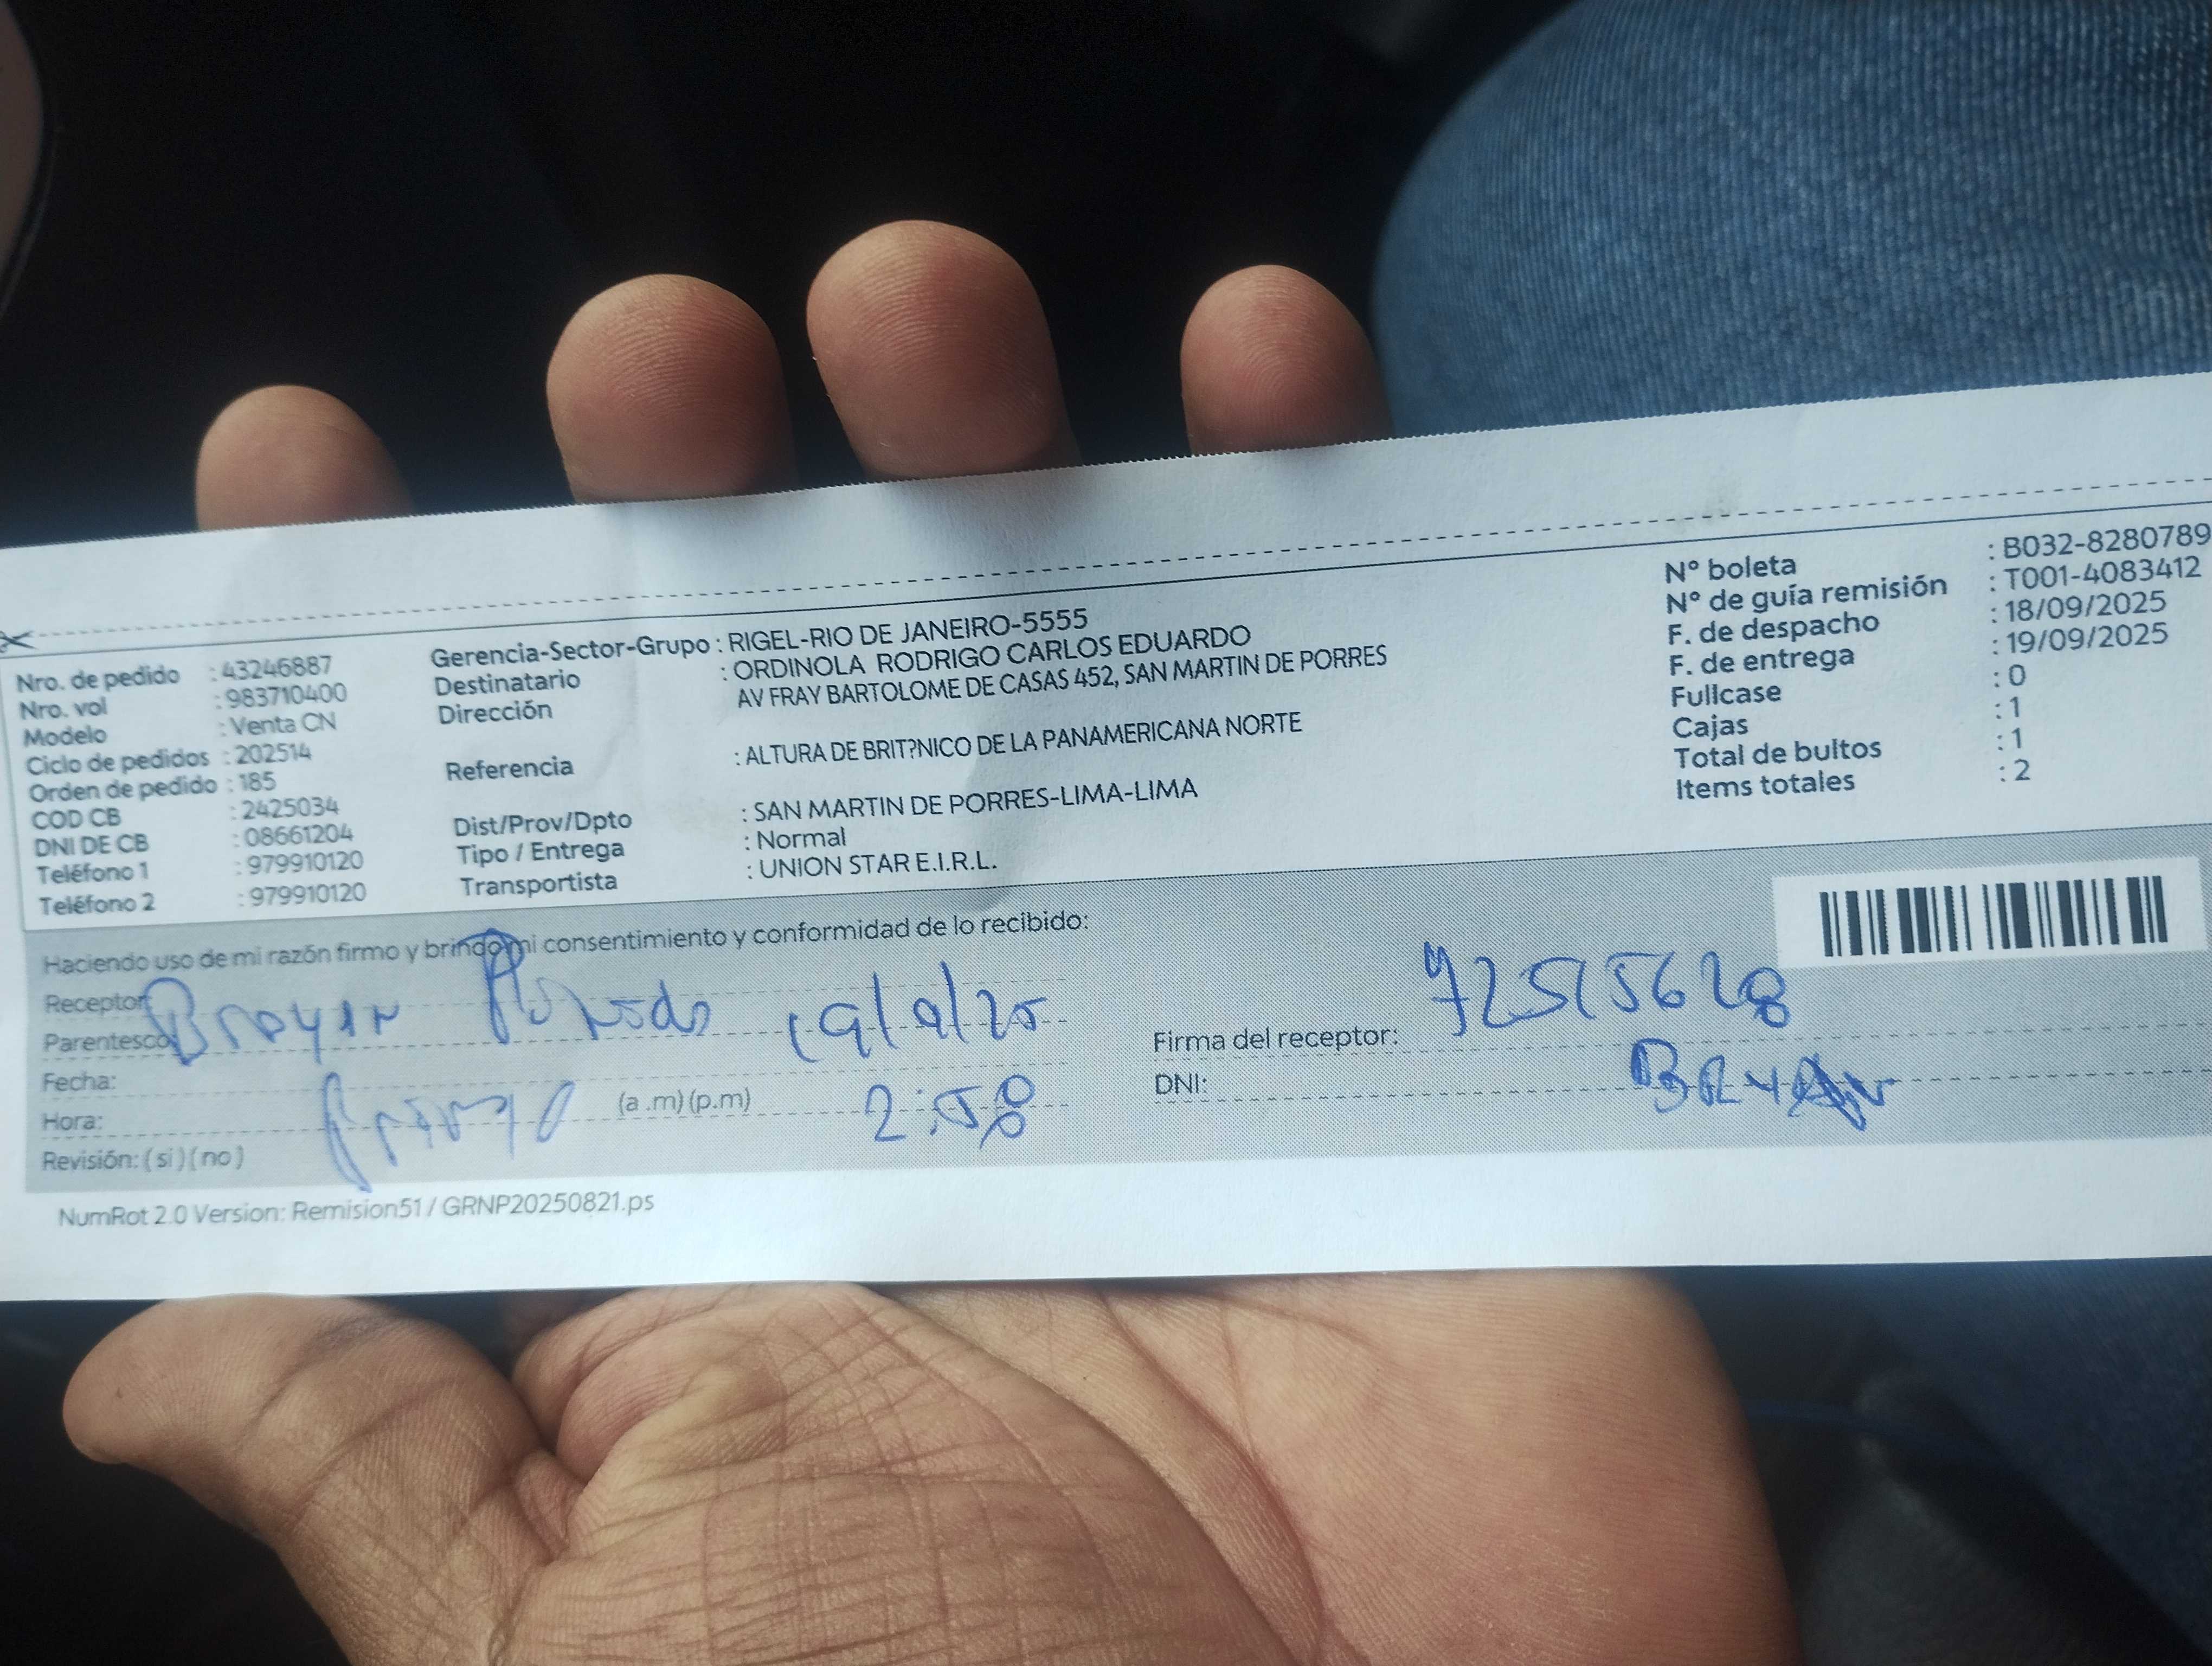 Nro. de pedido : 43246887
Nro. vol : 983710400
Modelo : Venta CN
Ciclo de pedidos : 202514
Orden de pedido : 185
COD CB : 2425034
DNI DE CB : 08661204
Teléfono 1 : 979910120
Teléfono 2 : 979910120
Gerencia-Sector-Grupo : RIGEL-RIO DE JANEIRO-5555
Destinatario : ORDINOLA RODRIGO CARLOS EDUARDO
Dirección AV FRAY BARTOLOME DE CASAS 452, SAN MARTIN DE PORRES
Referencia : ALTURA DE BRIT?NICO DE LA PANAMERICANA NORTE
Dist/Prov/Dpto : SAN MARTIN DE PORRES-LIMA-LIMA
Tipo / Entrega : Normal
Transportista : UNION STAR E.I.R.L.
N° boleta : B032-8280789
N° de guía remisión : T001-4083412
F. de despacho : 18/09/2025
F. de entrega : 19/09/2025
Fullcase : 0
Cajas : 1
Total de bultos : 1
Items totales : 2
Haciendo uso de mi razón firmo y brindo mi consentimiento y conformidad de lo recibido:
Receptor: Brayan 19/9/25
Parentesco:
Fecha:
Hora: (a .m) (p.m) 2:58
Revisión: ( si ) ( no )
72515628
Firma del receptor:
DNI:
NumRot 2.0 Version: Remision51 / GRNP20250821.ps